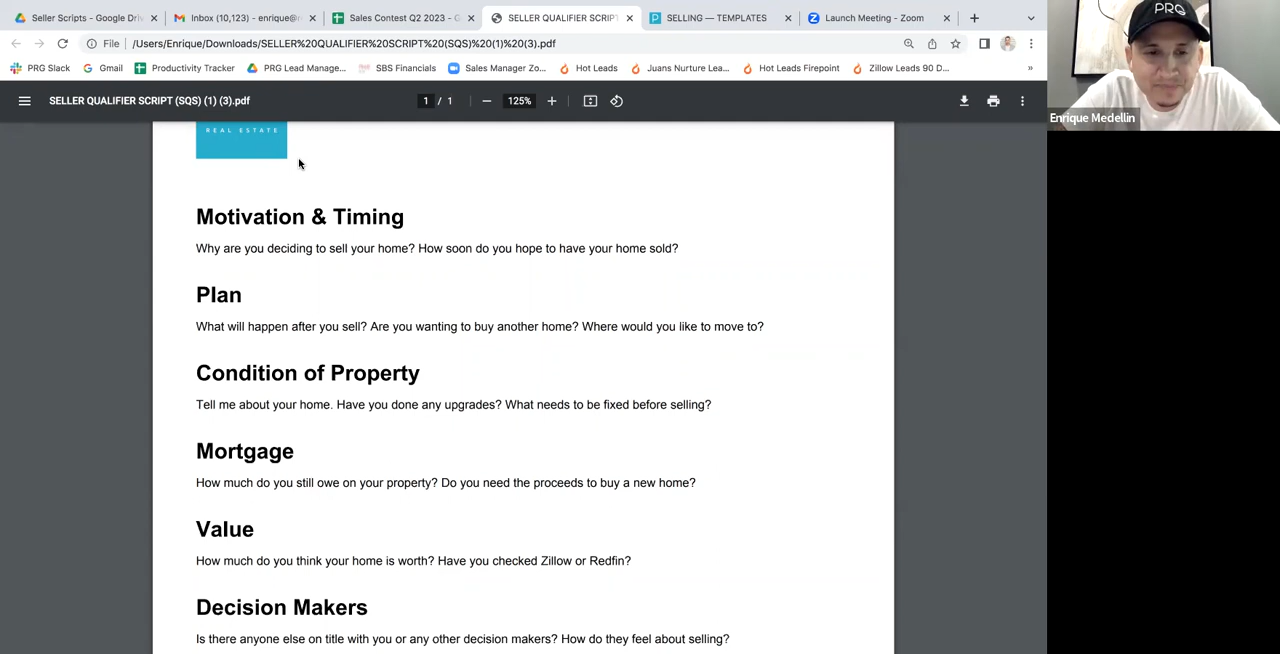 Seller Scripts - Google Driv
Inbox (10,123) - enrique@r
Sales Contest Q2 2023 - G
SELLER QUALIFIER SCRIPT
SELLING — TEMPLATES
Launch Meeting - Zoom
File
/Users/Enrique/Downloads/SELLER%20QUALIFIER%20SCRIPT%20(SQS)%20(1)%20(3).pdf
PRG Slack
Gmail
Productivity Tracker
PRG Lead Manage...
SBS Financials
Sales Manager Zo...
Hot Leads
Juans Nurture Lea...
Hot Leads Firepoint
Zillow Leads 90 D...
»
SELLER QUALIFIER SCRIPT (SQS) (1) (3).pdf
1 / 1
125%
PRG
Enrique Medellin
REAL ESTATE
Motivation & Timing
Why are you deciding to sell your home? How soon do you hope to have your home sold?
Plan
What will happen after you sell? Are you wanting to buy another home? Where would you like to move to?
Condition of Property
Tell me about your home. Have you done any upgrades? What needs to be fixed before selling?
Mortgage
How much do you still owe on your property? Do you need the proceeds to buy a new home?
Value
How much do you think your home is worth? Have you checked Zillow or Redfin?
Decision Makers
Is there anyone else on title with you or any other decision makers? How do they feel about selling?